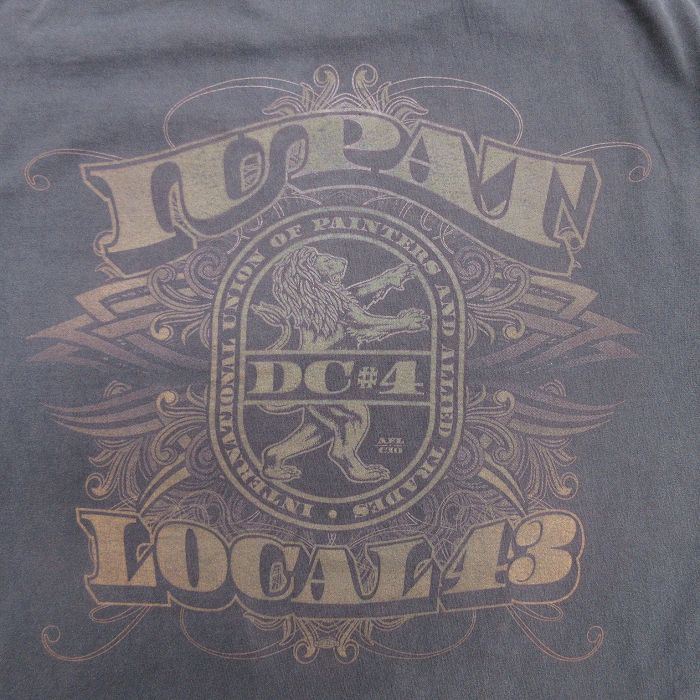 IUPAT
INTERNATIONAL UNION OF PAINTERS AND ALLIED TRADES •
DC#4
AFL
CIO
LOCAL 43